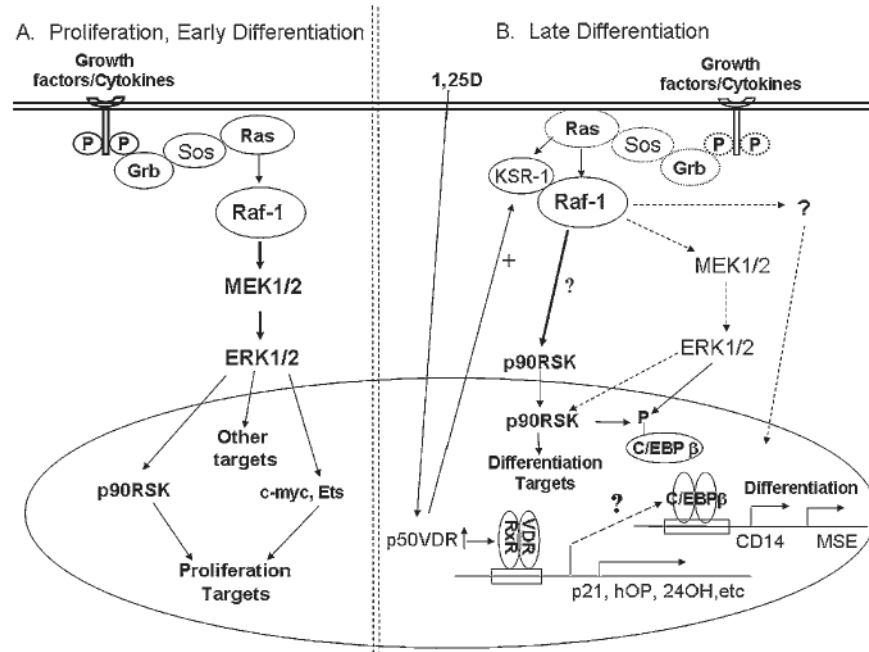 A. Proliferation, Early Differentiation
Growth
factors/Cytokines
P P
Grb
Sos
Ras
Raf-1
MEK1/2
ERK1/2
Other
targets
p90RSK
c-myc, Ets
Proliferation
Targets
B. Late Differentiation
1,25D
Growth
factors/Cytokines
Ras
Sos
Grb
P P
KSR-1
Raf-1
?
+
?
MEK1/2
ERK1/2
p90RSK
p90RSK
P
C/EBP β
Differentiation
Targets
p50VDR
RxR
VDR
?
C/EBPβ
Differentiation
CD14 MSE
p21, hOP, 24OH,etc